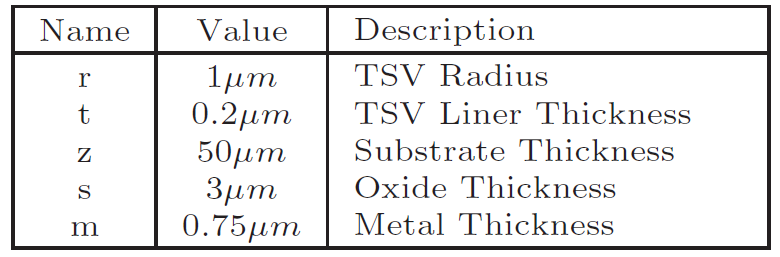 Name Value Description
r 1μm TSV Radius
t 0.2μm TSV Liner Thickness
z 50μm Substrate Thickness
s 3μm Oxide Thickness
m 0.75μm Metal Thickness